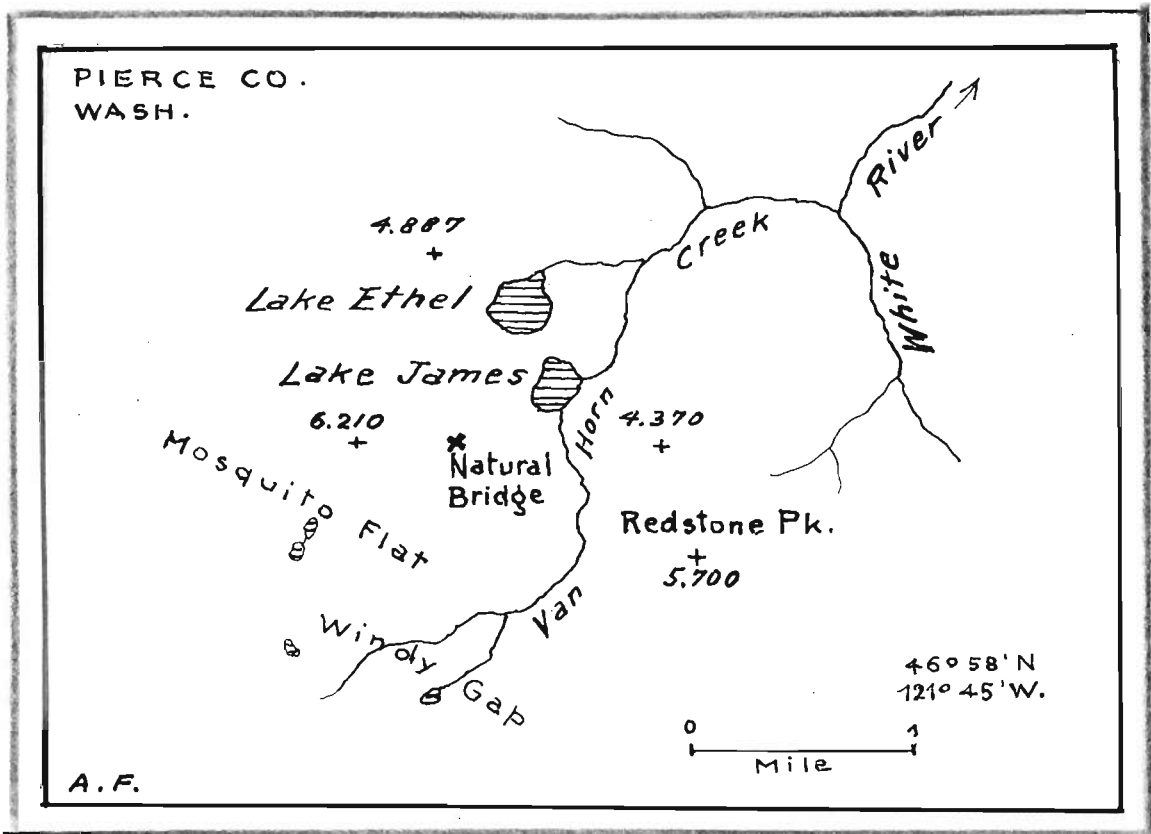 PIERCE CO.
WASH.
River
4.887
Creek
Lake Ethel
White
Lake James
Horn
6.210
4.370
Mosquito Flat
Natural
Bridge
Redstone Pk.
5.700
Van
Windy Gap
46° 58' N
121° 45' W.
0 1
Mile
A.F.